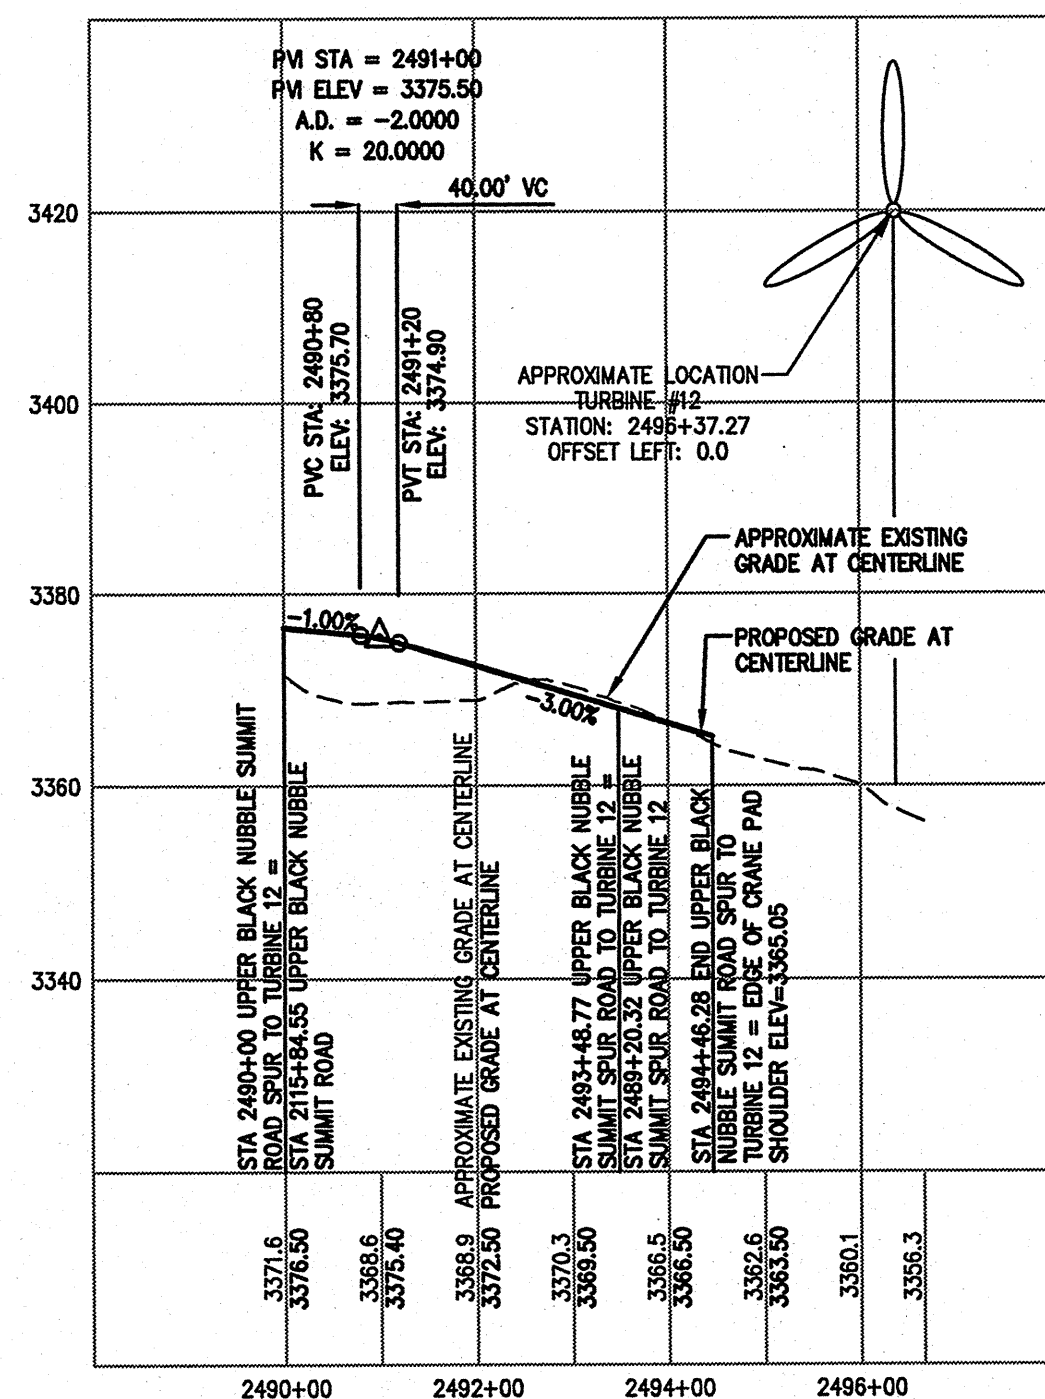 PVI STA = 2491+00
PVI ELEV = 3375.50
A.D. = -2.0000
K = 20.0000
40.00' VC
3420
PVC STA: 2490+80
ELEV: 3375.70
PVT STA: 2491+20
ELEV: 3374.90
APPROXIMATE LOCATION
TURBINE #12
STATION: 2496+37.27
OFFSET LEFT: 0.0
3400
APPROXIMATE EXISTING
GRADE AT CENTERLINE
3380
-1.00%
PROPOSED GRADE AT
CENTERLINE
-3.00%
3360
3340
STA 2490+00 UPPER BLACK NUBBLE SUMMIT
ROAD SPUR TO TURBINE 12 =
STA 2115+84.55 UPPER BLACK NUBBLE
SUMMIT ROAD
APPROXIMATE EXISTING GRADE AT CENTERLINE
PROPOSED GRADE AT CENTERLINE
STA 2493+48.77 UPPER BLACK NUBBLE
SUMMIT SPUR ROAD TO TURBINE 12 =
STA 2489+20.32 UPPER BLACK NUBBLE
SUMMIT SPUR ROAD TO TURBINE 12
STA 2494+46.28 END UPPER BLACK
NUBBLE SUMMIT ROAD SPUR TO
TURBINE 12 = EDGE OF CRANE PAD
SHOULDER ELEV=3365.05
3371.6
3376.50
3368.6
3375.40
3368.9
3372.50
3370.3
3369.50
3366.5
3366.50
3362.6
3363.50
3360.1
3356.3
2490+00
2492+00
2494+00
2496+00